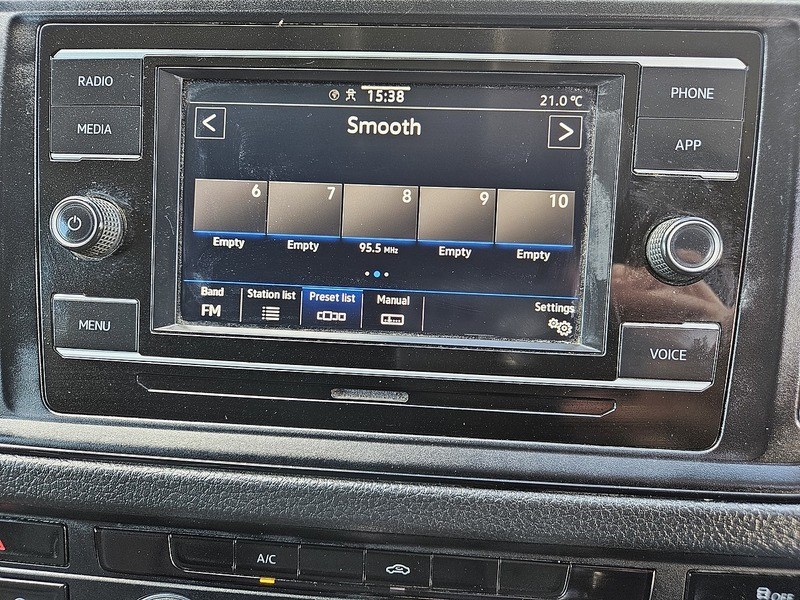 RADIO
MEDIA
MENU
15:38
21.0 °C
<
Smooth
>
6
7
8
9
10
Empty
Empty
95.5 MHz
Empty
Empty
Band
FM
Station list
Preset list
Manual
Settings
PHONE
APP
VOICE
A/C
OFF